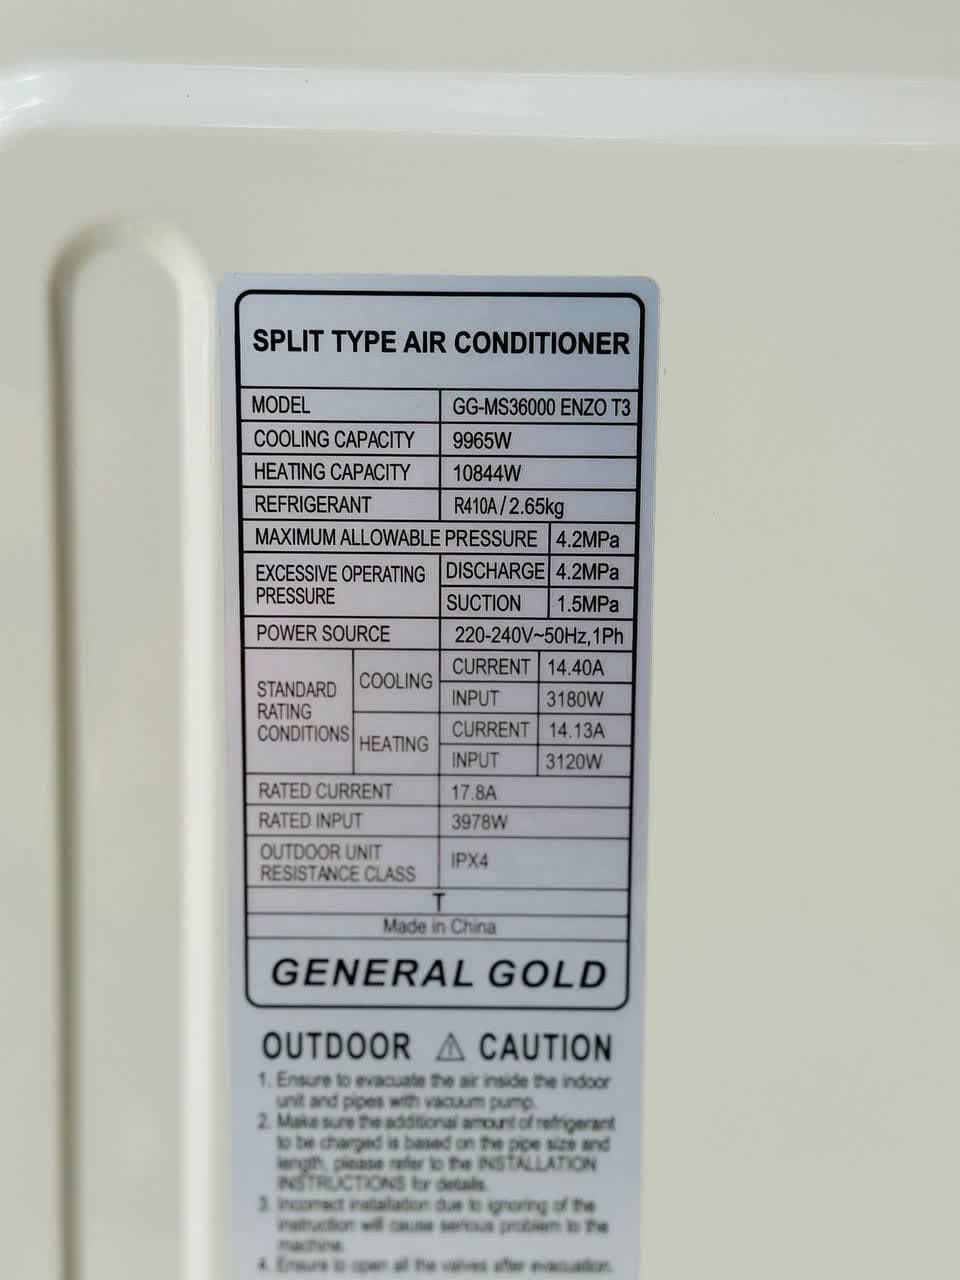 SPLIT TYPE AIR CONDITIONER
MODEL GG-MS36000 ENZO T3
COOLING CAPACITY 9965W
HEATING CAPACITY 10844W
REFRIGERANT R410A / 2.65kg
MAXIMUM ALLOWABLE PRESSURE 4.2MPa
EXCESSIVE OPERATING PRESSURE DISCHARGE 4.2MPa
SUCTION 1.5MPa
POWER SOURCE 220-240V~50Hz,1Ph
STANDARD RATING CONDITIONS COOLING CURRENT 14.40A
INPUT 3180W
HEATING CURRENT 14.13A
INPUT 3120W
RATED CURRENT 17.8A
RATED INPUT 3978W
OUTDOOR UNIT
RESISTANCE CLASS IPX4
T
Made in China
GENERAL GOLD
OUTDOOR ⚠ CAUTION
1. Ensure to evacuate the air inside the indoor
unit and pipes with vacuum pump.
2. Make sure the additional amount of refrigerant
to be charged is based on the pipe size and
length, please refer to the INSTALLATION
INSTRUCTIONS for details.
3. Incorrect installation due to ignoring of the
instruction will cause serious problem to the
machine.
4. Ensure to open all the valves after evacuation.